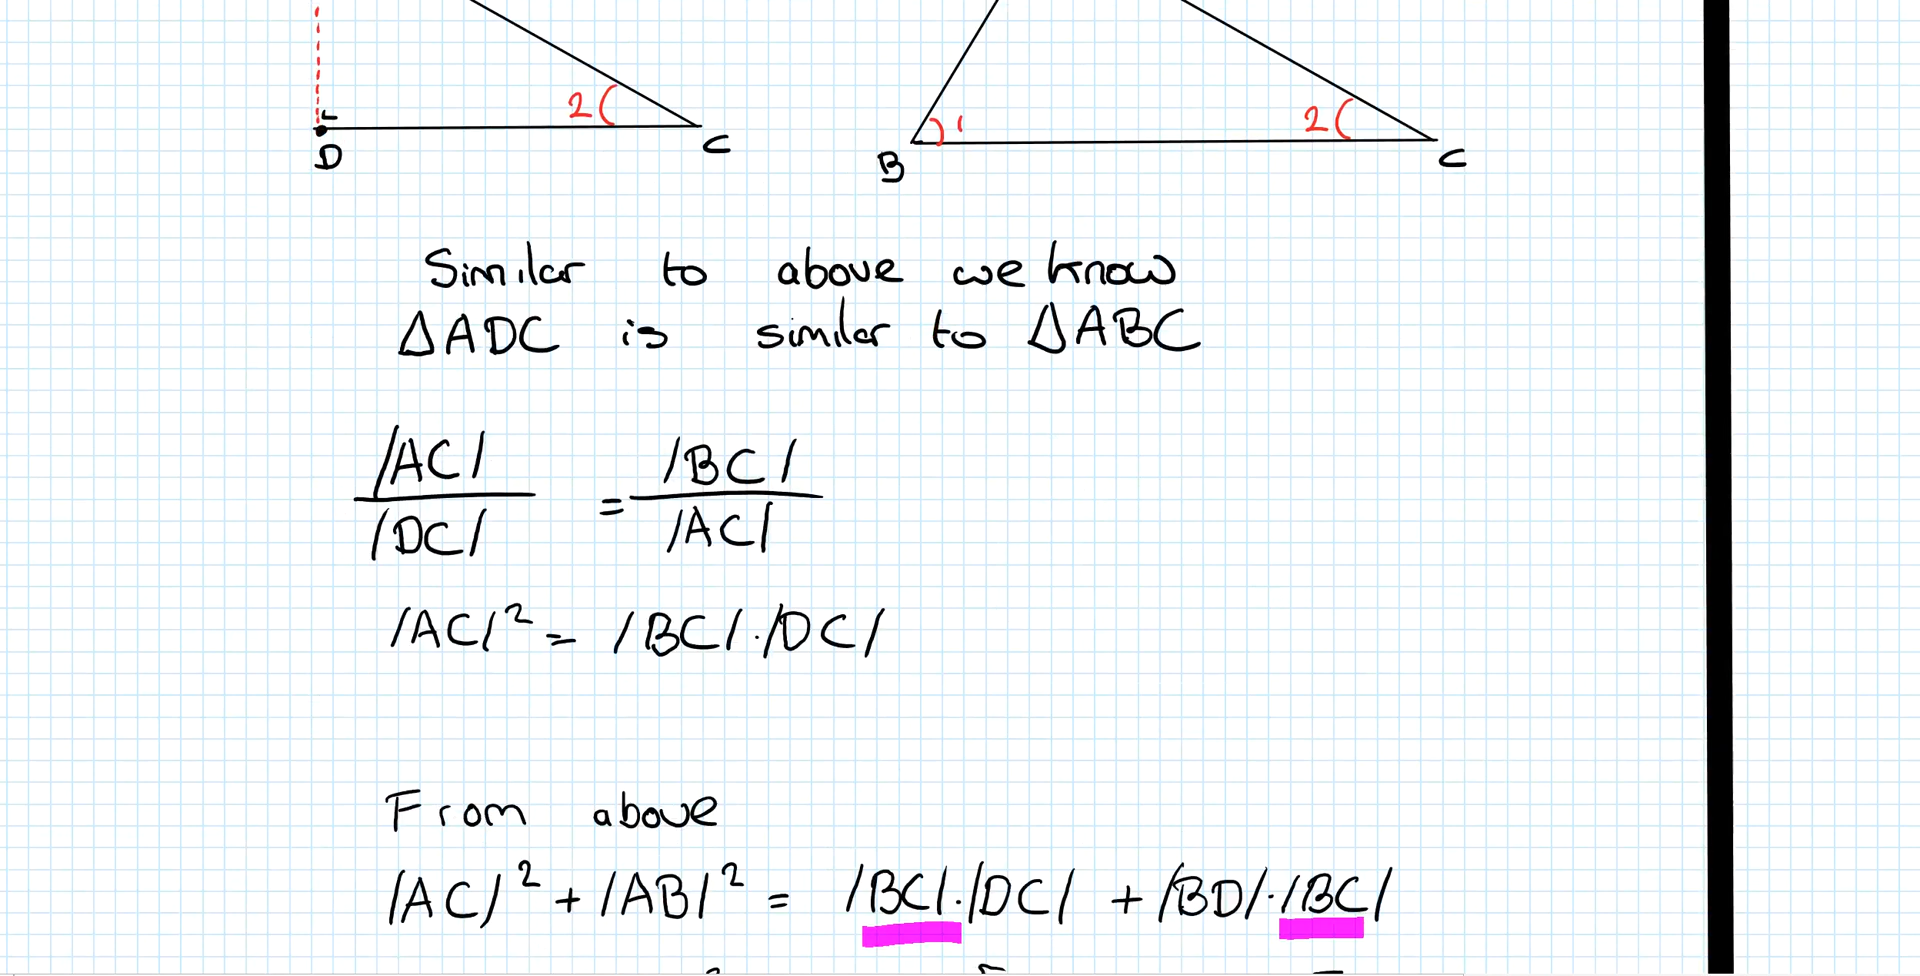 2
D
C
B
1
2
C
Similar to above we know
ΔADC is similar to ΔABC
|AC| / |DC| = |BC| / |AC|
|AC|² = |BC|.|DC|
From above
|AC|² + |AB|² = |BC|.|DC| + |BD|.|BC|